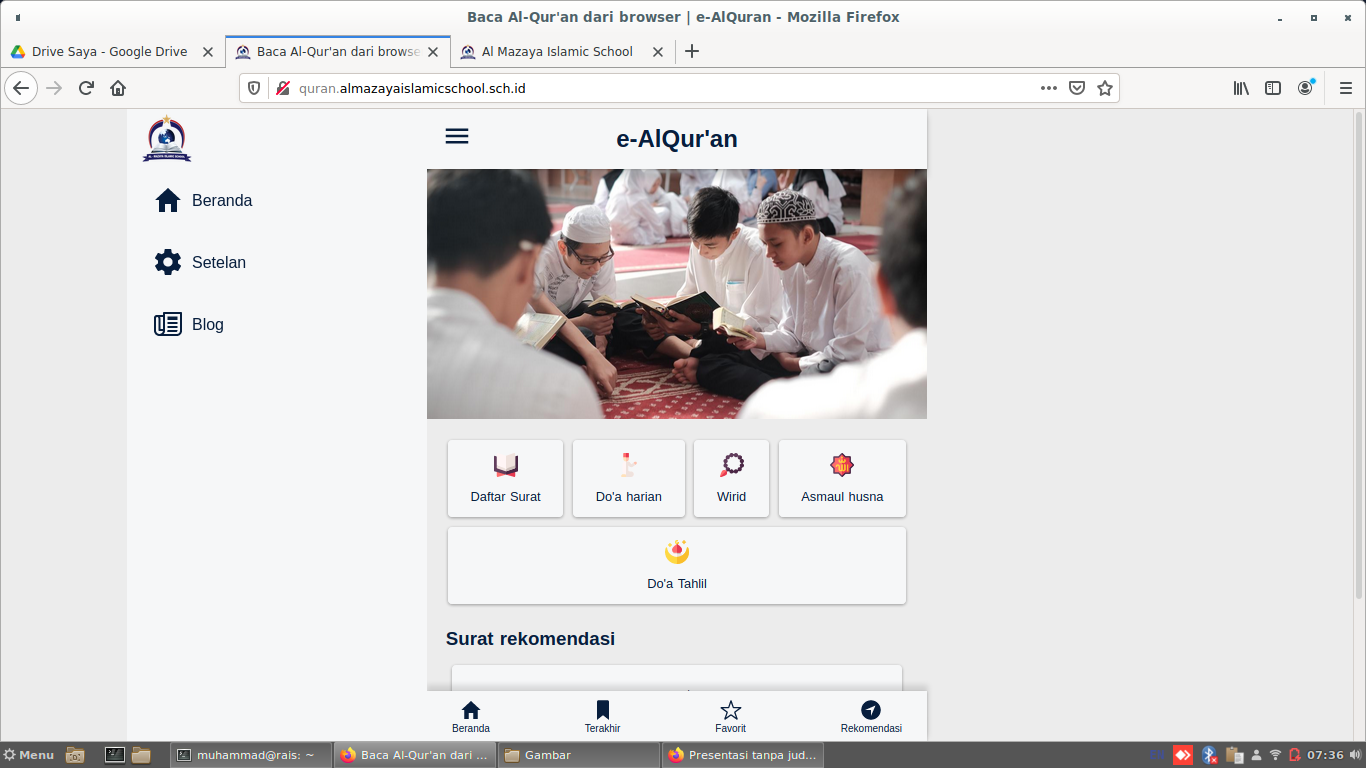 Baca Al-Qur'an dari browser | e-AlQuran - Mozilla Firefox
Drive Saya - Google Drive
Baca Al-Qur'an dari browse
Al Mazaya Islamic School
quran.almazayaislamicschool.sch.id
e-AlQur'an
Beranda
Setelan
Blog
Daftar Surat
Do'a harian
Wirid
Asmaul husna
Do'a Tahlil
Surat rekomendasi
Beranda
Terakhir
Favorit
Rekomendasi
Menu
muhammad@rais: ~
Baca Al-Qur'an dari ...
Gambar
Presentasi tanpa jud...
07:36